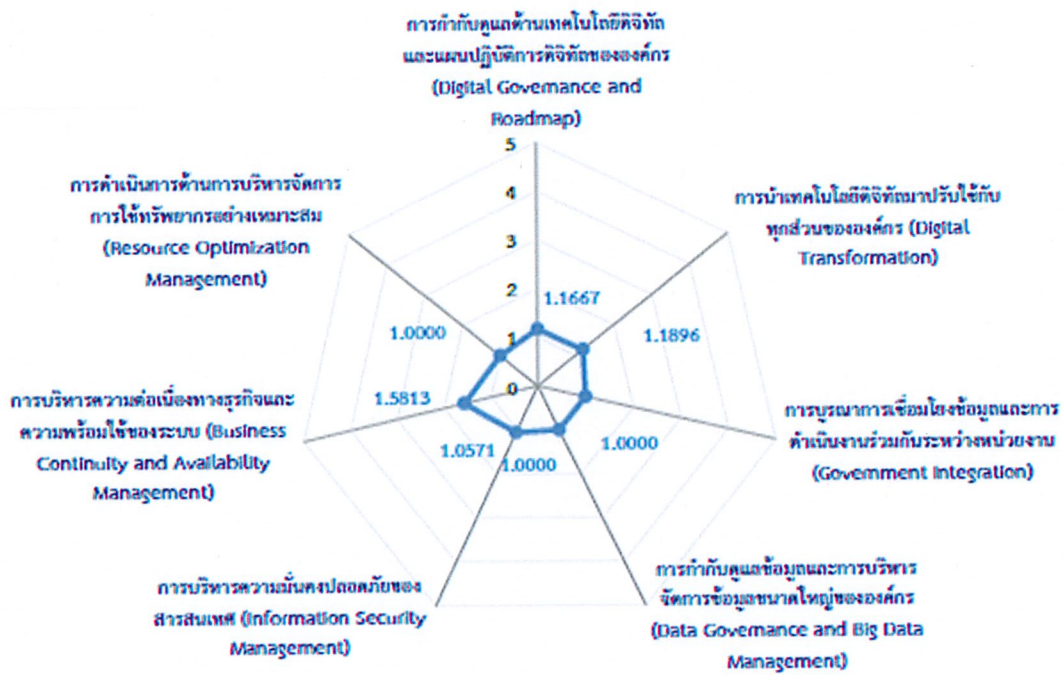 การกำกับดูแลด้านเทคโนโลยีดิจิทัล
และแผนปฏิบัติการดิจิทัลขององค์กร
(Digital Governance and
Roadmap)
5
4
3
2
1
0
การนำเทคโนโลยีดิจิทัลมาปรับใช้กับ
ทุกส่วนขององค์กร (Digital
Transformation)
การบูรณาการเชื่อมโยงข้อมูลและการ
ดำเนินงานร่วมกันระหว่างหน่วยงาน
(Government Integration)
การกำกับดูแลข้อมูลและการบริหาร
จัดการข้อมูลขนาดใหญ่ขององค์กร
(Data Governance and Big Data
Management)
การบริหารความมั่นคงปลอดภัยของ
สารสนเทศ (Information Security
Management)
การบริหารความต่อเนื่องทางธุรกิจและ
ความพร้อมใช้ของระบบ (Business
Continuity and Availability
Management)
การดำเนินการด้านการบริหารจัดการ
การใช้ทรัพยากรอย่างเหมาะสม
(Resource Optimization
Management)
1.1667
1.1896
1.0000
1.0000
1.0571
1.5813
1.0000